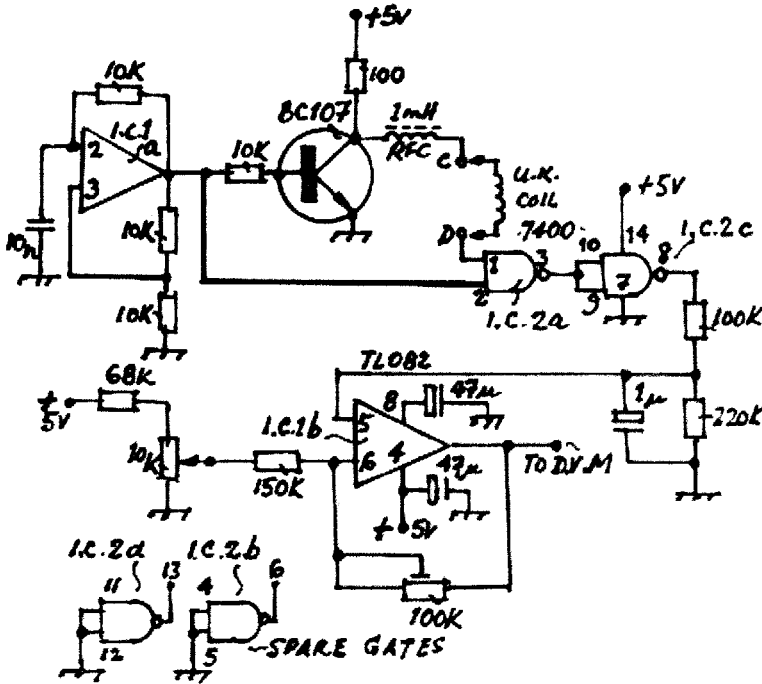 +5V
10K
100
BC107
1mH
RFC
I.C.1
a
2
3
10K
C
U.K.
COIL
+5V
10n
10K
D
7400
10
14
I.C.2c
1
3
8
2
9
7
10K
I.C.2a
100K
TL082
68K
47µ
1µ
+
5V
8
I.C.1b
5
220K
10K
6
4
47µ
TO D.V.M
150K
+
5V
I.C.2d
I.C.2b
11
13
4
6
100K
12
5
SPARE GATES